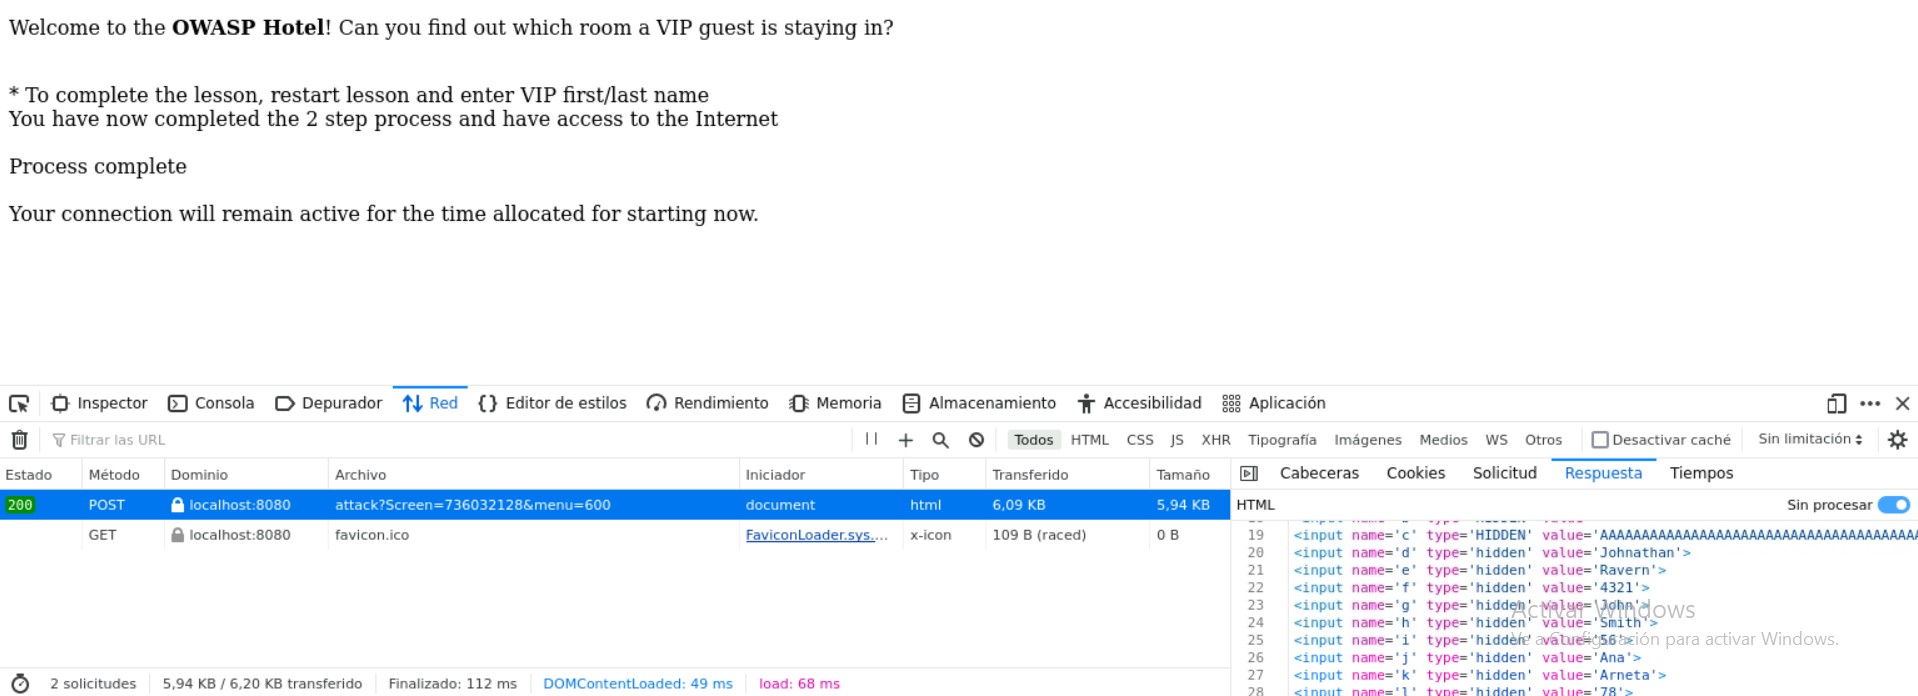 Welcome to the OWASP Hotel! Can you find out which room a VIP guest is staying in?
* To complete the lesson, restart lesson and enter VIP first/last name
You have now completed the 2 step process and have access to the Internet
Process complete
Your connection will remain active for the time allocated for starting now.
Inspector Consola Depurador Red Editor de estilos Rendimiento Memoria Almacenamiento Accesibilidad Aplicación
Filtrar las URL Todos HTML CSS JS XHR Tipografía Imágenes Medios WS Otros Desactivar caché Sin limitación
Estado Método Dominio Archivo Iniciador Tipo Transferido Tamaño
200 POST localhost:8080 attack?Screen=736032128&menu=600 document html 6,09 KB 5,94 KB
GET localhost:8080 favicon.ico FaviconLoader.sys.... x-icon 109 B (raced) 0 B
2 solicitudes 5,94 KB / 6,20 KB transferido Finalizado: 112 ms DOMContentLoaded: 49 ms load: 68 ms
Cabeceras Cookies Solicitud Respuesta Tiempos
HTML Sin procesar
19 <input name='c' type='HIDDEN' value='AAAAAAAAAAAAAAAAAAAAAAAAAAAAAAAAAAAAAAA
20 <input name='d' type='hidden' value='Johnathan'>
21 <input name='e' type='hidden' value='Ravern'>
22 <input name='f' type='hidden' value='4321'>
23 <input name='g' type='hidden' value='John'>
24 <input name='h' type='hidden' value='Smith'>
25 <input name='i' type='hidden' value='56'>
26 <input name='j' type='hidden' value='Ana'>
27 <input name='k' type='hidden' value='Arneta'>
28 <input name='l' type='hidden' value='78'>
Activar Windows
Ve a Configuración para activar Windows.